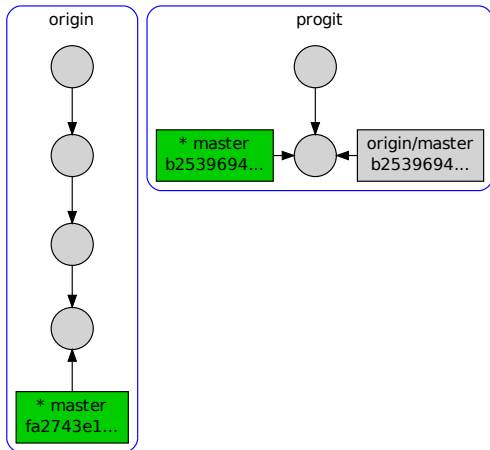 origin
progit
* master
b2539694...
origin/master
b2539694...
* master
fa2743e1...